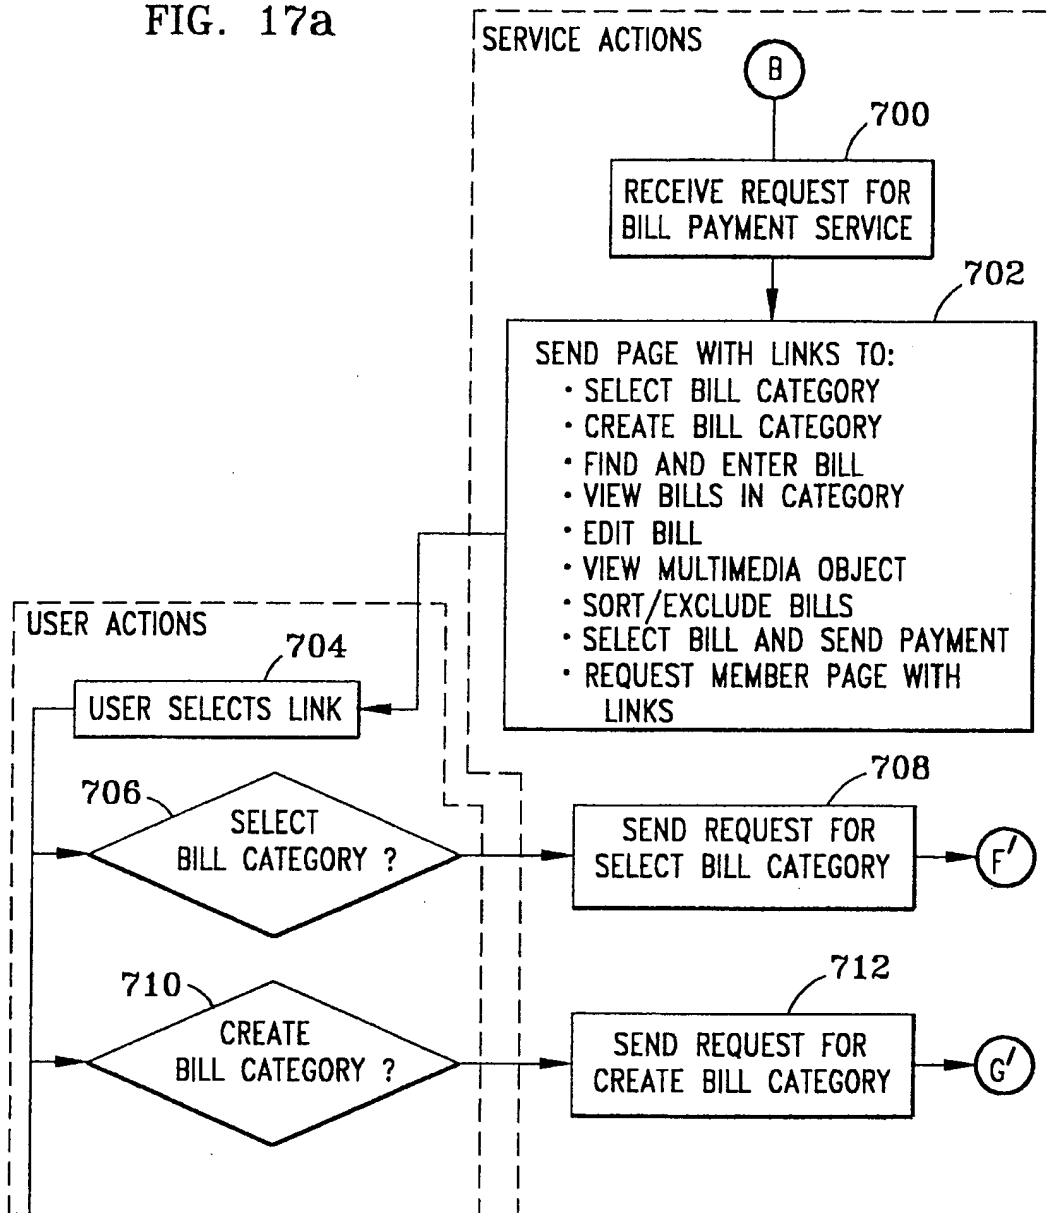 FIG. 17a
SERVICE ACTIONS
B
700
RECEIVE REQUEST FOR
BILL PAYMENT SERVICE
702
SEND PAGE WITH LINKS TO:
· SELECT BILL CATEGORY
· CREATE BILL CATEGORY
· FIND AND ENTER BILL
· VIEW BILLS IN CATEGORY
· EDIT BILL
· VIEW MULTIMEDIA OBJECT
· SORT/EXCLUDE BILLS
· SELECT BILL AND SEND PAYMENT
· REQUEST MEMBER PAGE WITH
LINKS
USER ACTIONS
704
USER SELECTS LINK
706
SELECT
BILL CATEGORY ?
708
SEND REQUEST FOR
SELECT BILL CATEGORY
F'
710
CREATE
BILL CATEGORY ?
712
SEND REQUEST FOR
CREATE BILL CATEGORY
G'